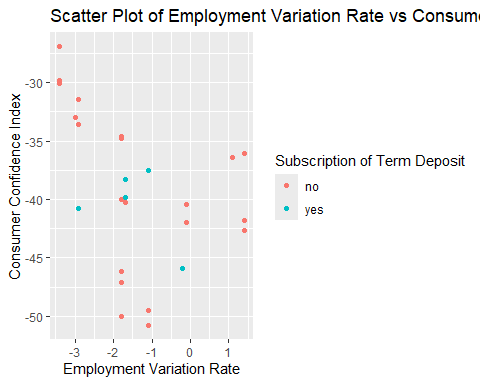 Scatter Plot of Employment Variation Rate vs Consume
-30
-35
-40
-45
-50
Consumer Confidence Index
-3 -2 -1 0 1
Employment Variation Rate
Subscription of Term Deposit
no
yes